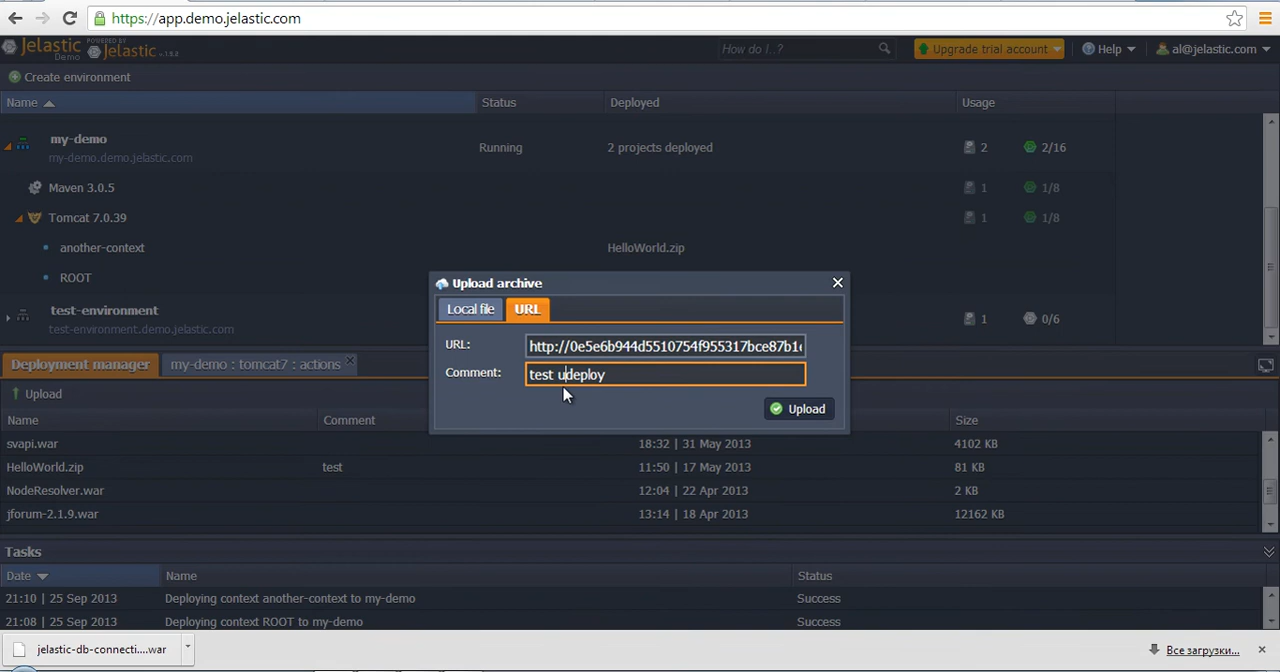 https://app.demo.jelastic.com
Jelastic Demo POWERED BY Jelastic v-1.9.2 How do I..? Upgrade trial account Help al@jelastic.com
Create environment
Name Status Deployed Usage
my-demo Running 2 projects deployed 2 2/16
my-demo.demo.jelastic.com
Maven 3.0.5 1 1/8
Tomcat 7.0.39 1 1/8
another-context HelloWorld.zip
ROOT
test-environment 1 0/6
test-environment.demo.jelastic.com
Upload archive
Local file URL
URL: http://0e5e6b944d5510754f955317bce87b1
Comment: test udeploy
Upload
Deployment manager my-demo : tomcat7 : actions
Upload
Name Comment Size
svapi.war 18:32 | 31 May 2013 4102 KB
HelloWorld.zip test 11:50 | 17 May 2013 81 KB
NodeResolver.war 12:04 | 22 Apr 2013 2 KB
jforum-2.1.9.war 13:14 | 18 Apr 2013 12162 KB
Tasks
Date Name Status
21:10 | 25 Sep 2013 Deploying context another-context to my-demo Success
21:08 | 25 Sep 2013 Deploying context ROOT to my-demo Success
jelastic-db-connecti....war Все загрузки...